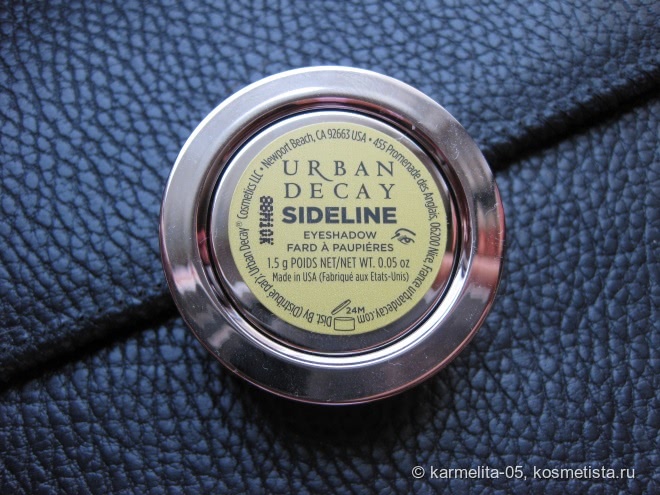 URBAN
DECAY
SIDELINE
EYESHADOW
FARD À PAUPIÉRES
1.5 g POIDS NET/NET WT. 0.05 oz
Made in USA (Fabriqué aux Etats-Unis)
24M
Dist. By (Distribué par): Urban Decay® Cosmetics LLC • Newport Beach, CA 92663 USA • 455 Promenade des Anglais, 06200 Nice, France urbandecay.com
88M10K
© karmelita-05, kosmetista.ru